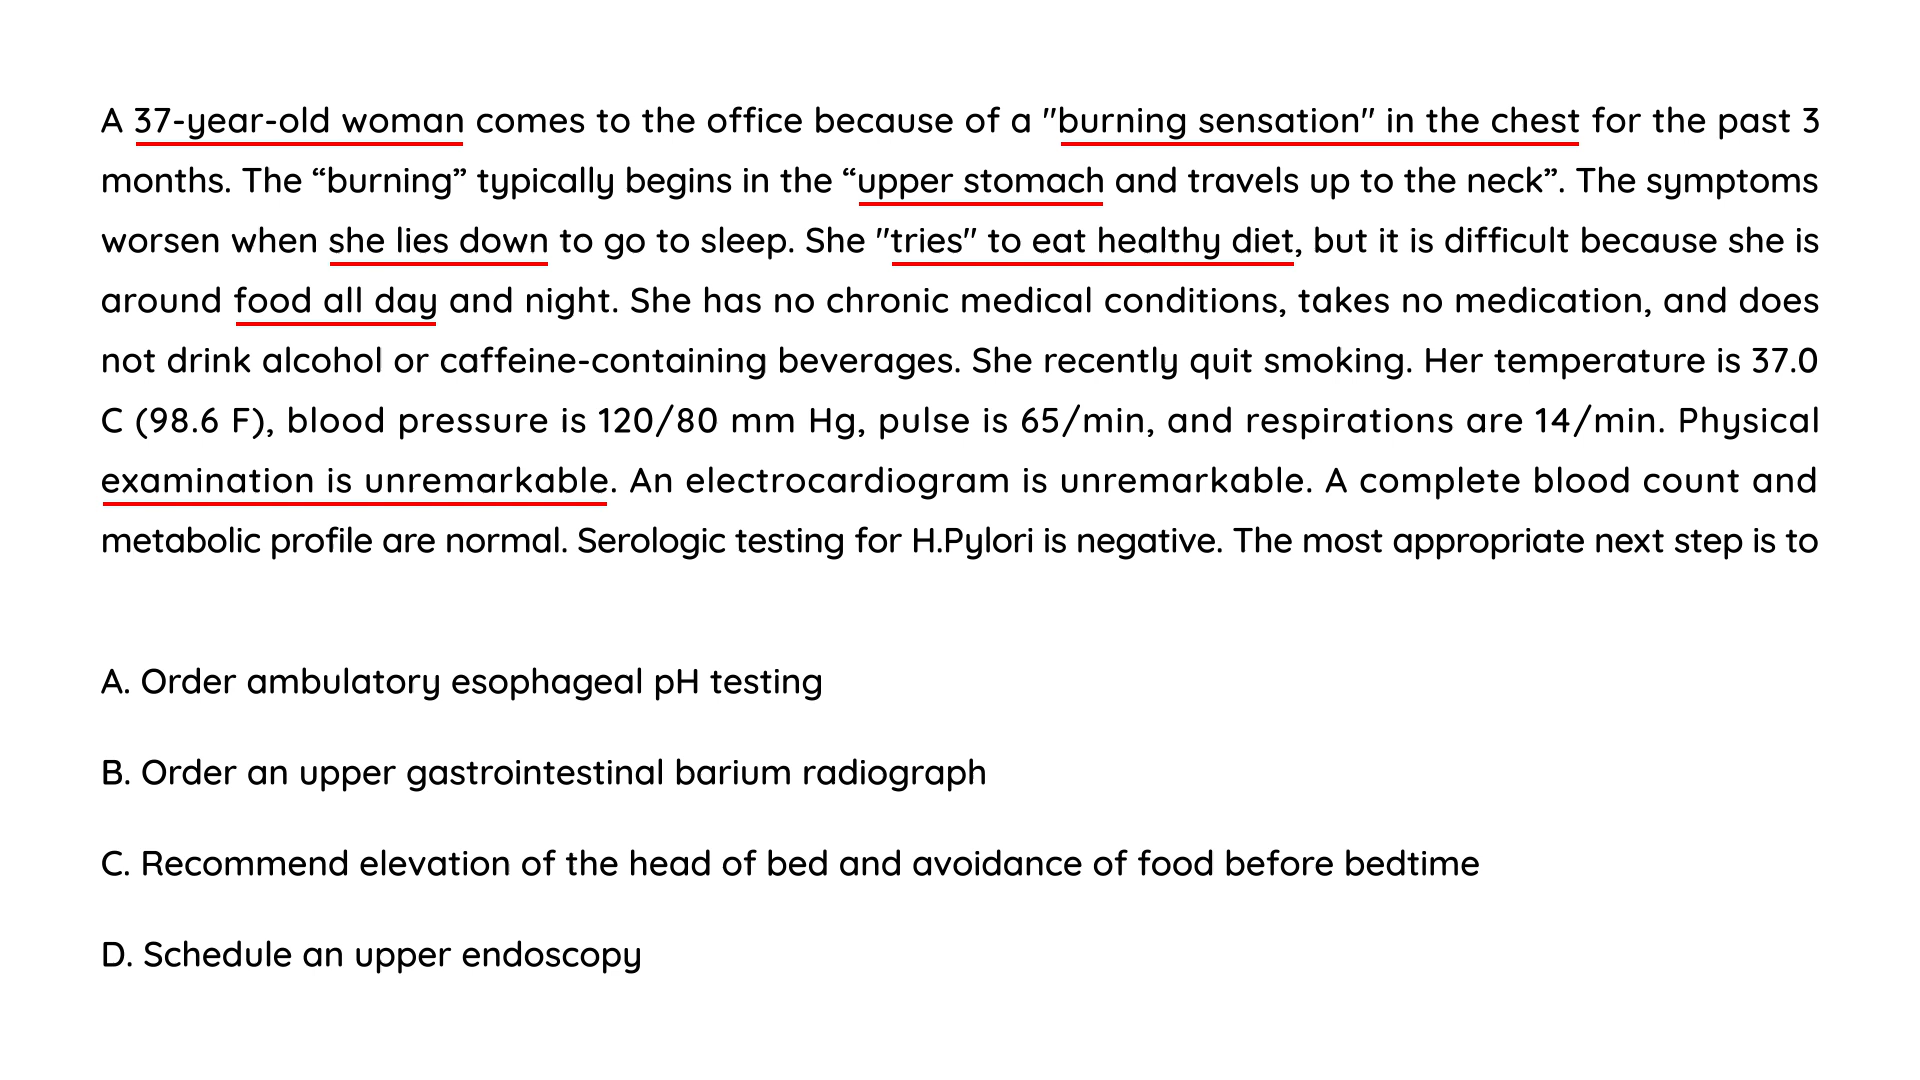 A 37-year-old woman comes to the office because of a "burning sensation" in the chest for the past 3
months. The “burning” typically begins in the “upper stomach and travels up to the neck”. The symptoms
worsen when she lies down to go to sleep. She "tries" to eat healthy diet, but it is difficult because she is
around food all day and night. She has no chronic medical conditions, takes no medication, and does
not drink alcohol or caffeine-containing beverages. She recently quit smoking. Her temperature is 37.0
C (98.6 F), blood pressure is 120/80 mm Hg, pulse is 65/min, and respirations are 14/min. Physical
examination is unremarkable. An electrocardiogram is unremarkable. A complete blood count and
metabolic profile are normal. Serologic testing for H.Pylori is negative. The most appropriate next step is to
A. Order ambulatory esophageal pH testing
B. Order an upper gastrointestinal barium radiograph
C. Recommend elevation of the head of bed and avoidance of food before bedtime
D. Schedule an upper endoscopy